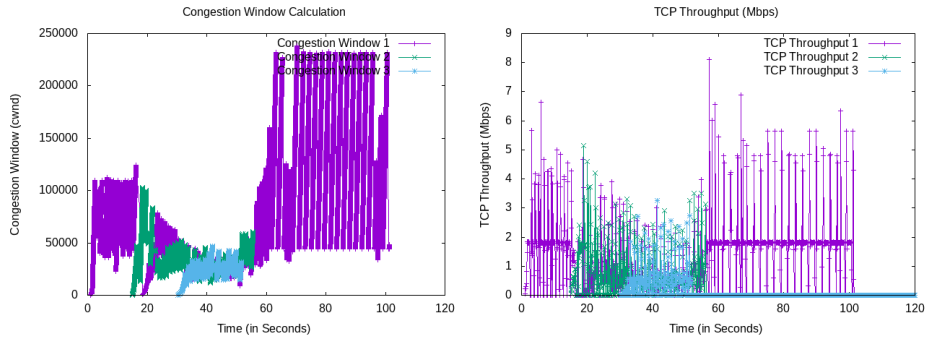 Congestion Window Calculation
Congestion Window (cwnd)
250000
200000
150000
100000
50000
0
Congestion Window 1
Congestion Window 2
Congestion Window 3
0 20 40 60 80 100 120
Time (in Seconds)
TCP Throughput (Mbps)
TCP Throughput (Mbps)
9
8
7
6
5
4
3
2
1
0
TCP Throughput 1
TCP Throughput 2
TCP Throughput 3
0 20 40 60 80 100 120
Time (in Seconds)